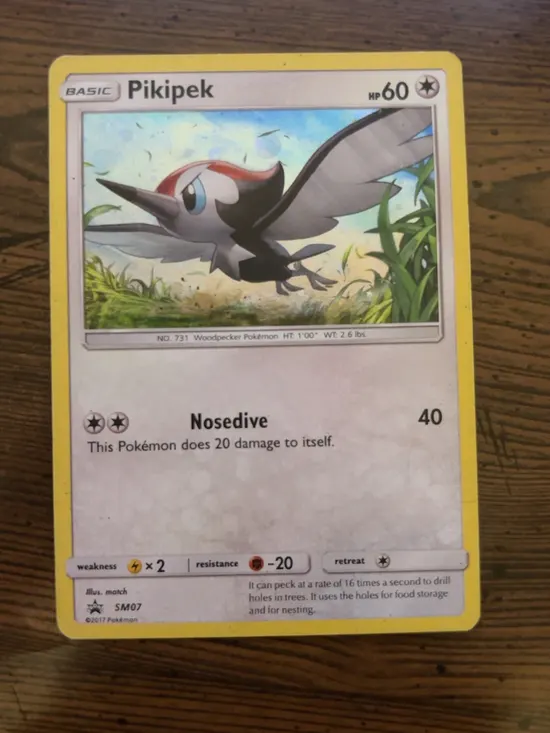 BASIC Pikipek HP 60
NO. 731 Woodpecker Pokémon HT: 1'00" WT: 2.6 lbs.
Nosedive 40
This Pokémon does 20 damage to itself.
weakness ×2 resistance -20 retreat
Illus. match
SM07
©2017 Pokémon
It can peck at a rate of 16 times a second to drill
holes in trees. It uses the holes for food storage
and for nesting.